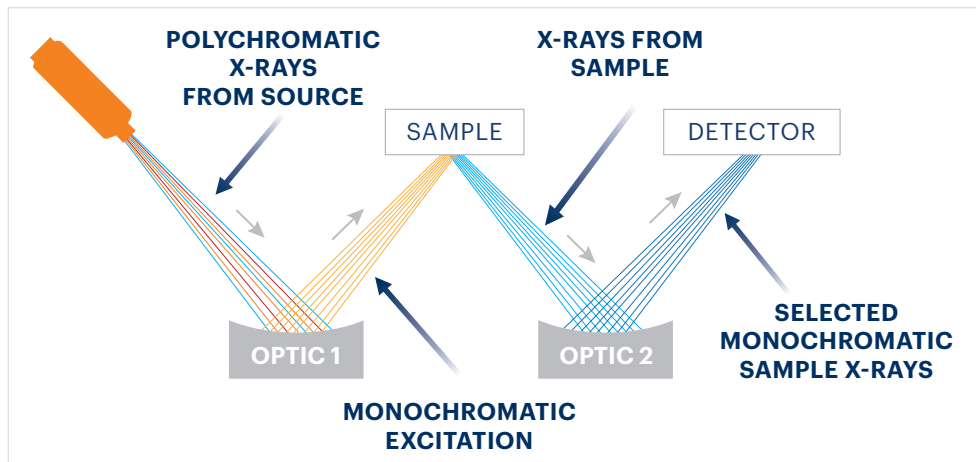 POLYCHROMATIC
X-RAYS
FROM SOURCE
X-RAYS FROM
SAMPLE
SAMPLE
DETECTOR
OPTIC 1
OPTIC 2
MONOCHROMATIC
EXCITATION
SELECTED
MONOCHROMATIC
SAMPLE X-RAYS